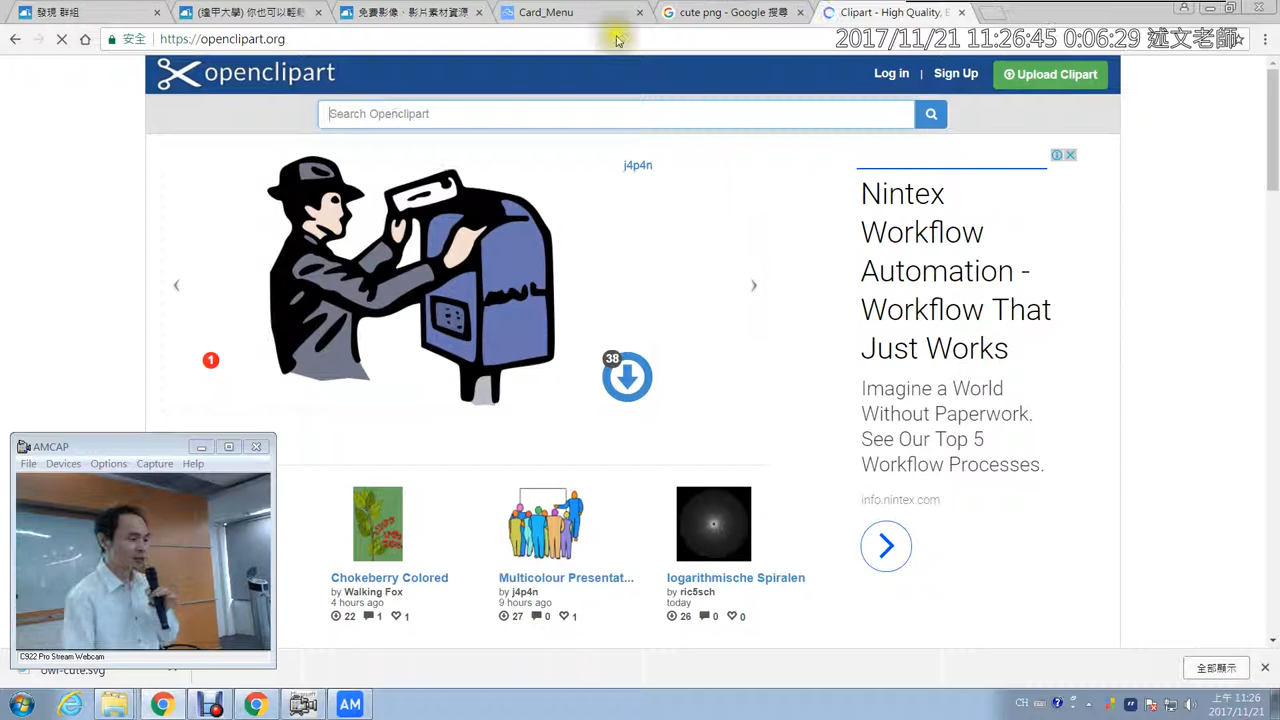 發現 群組
(逢甲大學) 你也可以輕鬆
免費影像．影片素材資源
Card_Menu
cute png - Google 搜尋
Clipart - High Quality, E
安全
https://openclipart.org
2017/11/21 11:26:45 0:06:29 述文老師
openclipart
Log in | Sign Up
Upload Clipart
Search Openclipart
j4p4n
MAIL
1
38
Nintex
Workflow
Automation -
Workflow That
Just Works
Imagine a World
Without Paperwork.
See Our Top 5
Workflow Processes.
info.nintex.com
AMCAP
File Devices Options Capture Help
C922 Pro Stream Webcam
Chokeberry Colored
by Walking Fox
4 hours ago
22 1 1
Multicolour Presentat...
by j4p4n
9 hours ago
27 0 1
logarithmische Spiralen
by ric5sch
today
26 0 0
owl-cute.svg
全部顯示
AM
CH
上午 11:26
2017/11/21